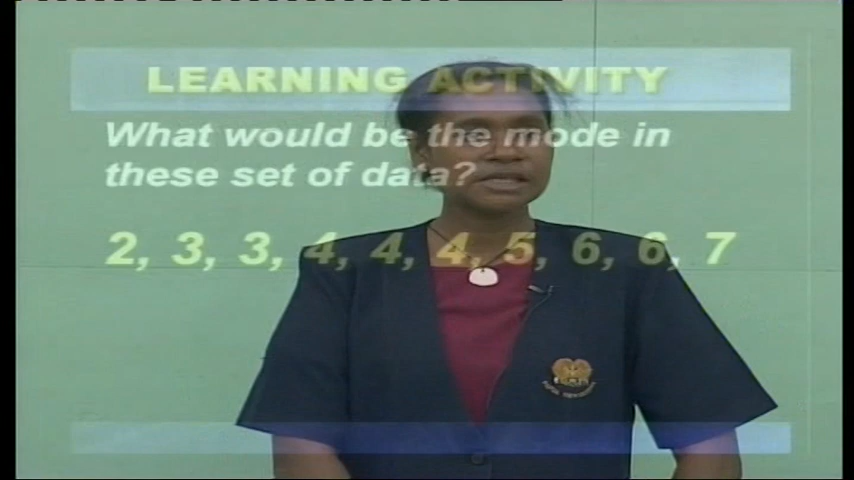 LEARNING ACTIVITY
What would be the mode in
these set of data?
2, 3, 3, 4, 4, 4, 5, 6, 6, 7